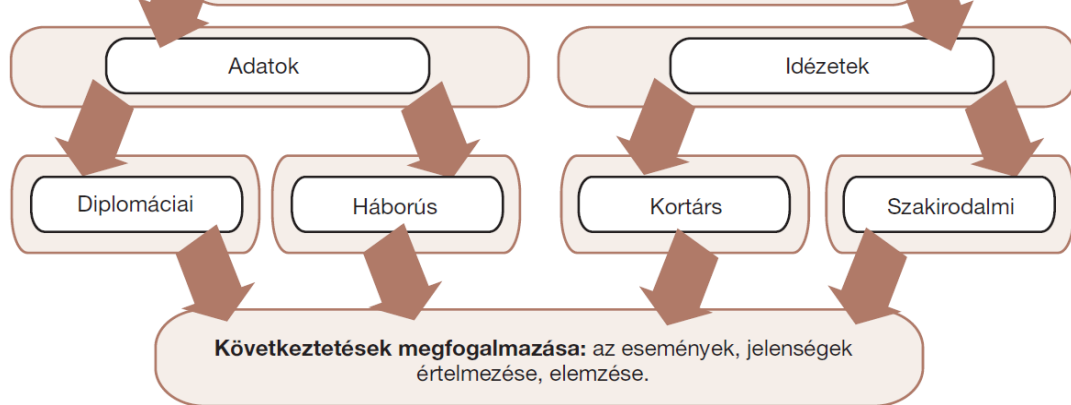 Adatok
Idézetek
Diplomáciai
Háborús
Kortárs
Szakirodalmi
Következtetések megfogalmazása: az események, jelenségek
értelmezése, elemzése.